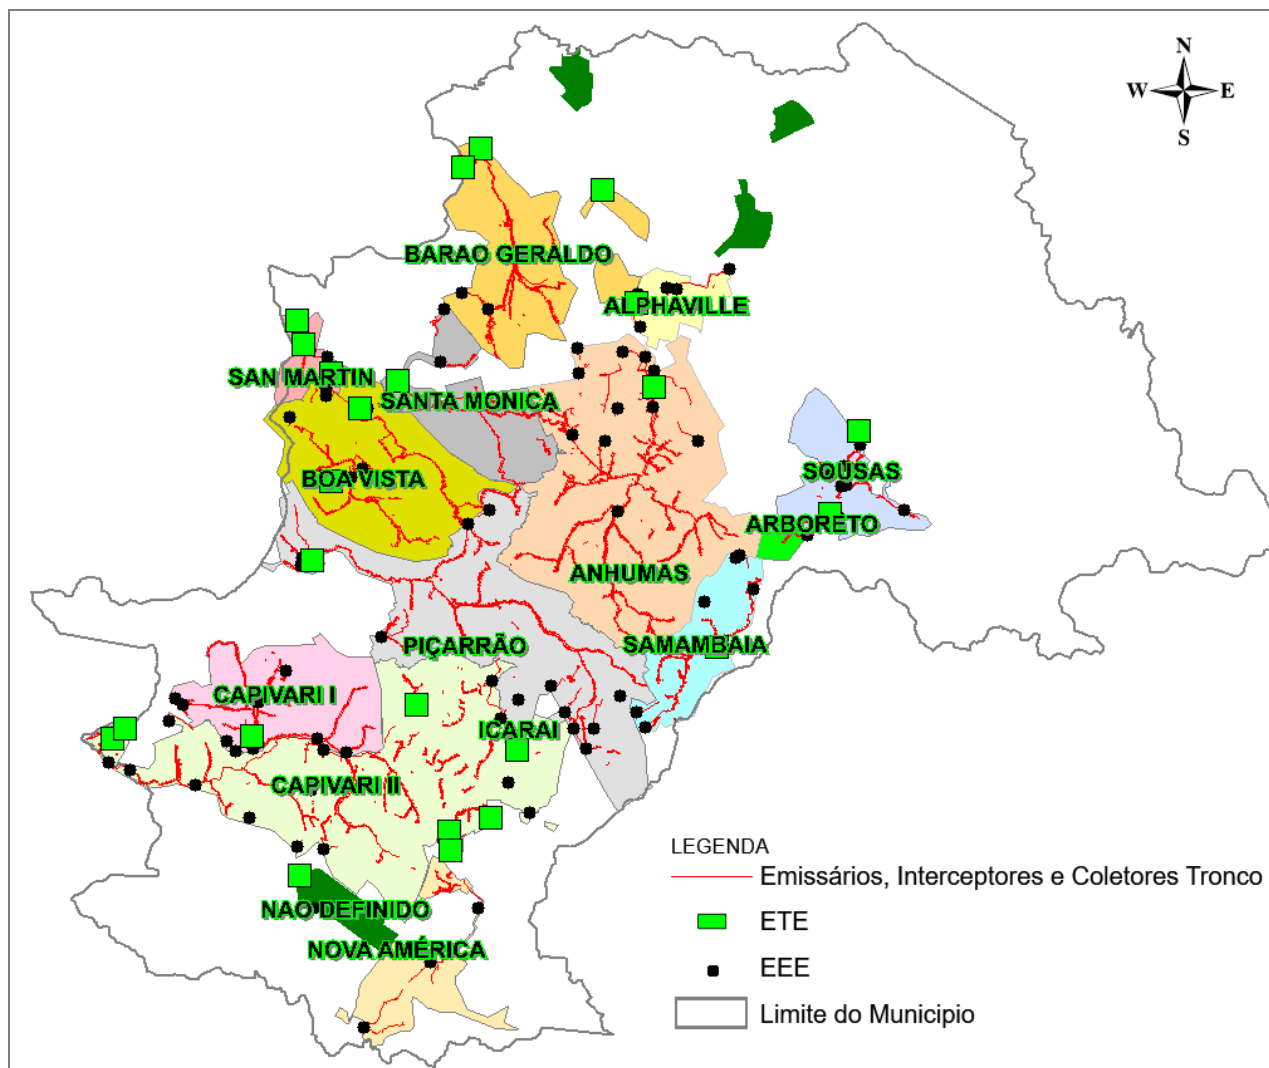 N
W E
S
BARAO GERALDO
ALPHAVILLE
SAN MARTIN
SANTA MONICA
BOA VISTA
SOUSAS
ARBORETO
ANHUMAS
PIÇARRÃO
SAMAMBAIA
CAPIVARI I
ICARAI
CAPIVARI II
NAO DEFINIDO
NOVA AMÉRICA
LEGENDA
Emissários, Interceptores e Coletores Tronco
ETE
EEE
Limite do Municipio